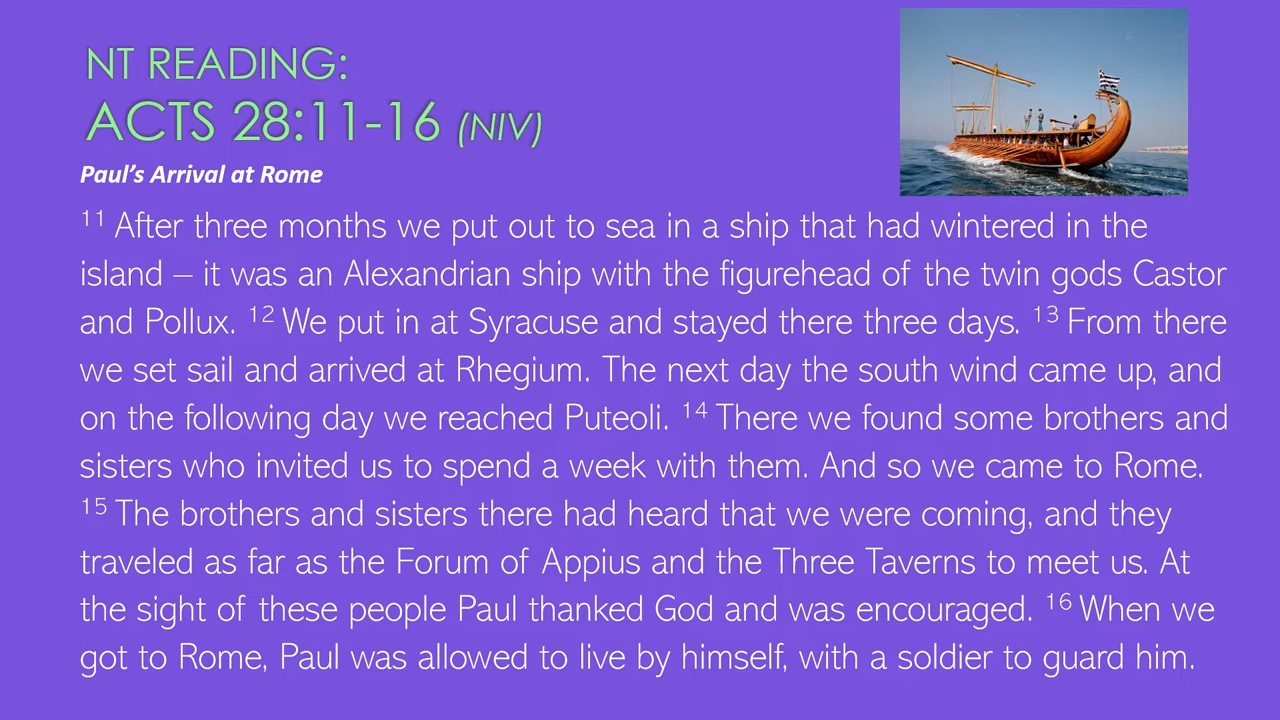 NT READING:
ACTS 28:11-16 (NIV)
Paul's Arrival at Rome
11 After three months we put out to sea in a ship that had wintered in the
island – it was an Alexandrian ship with the figurehead of the twin gods Castor
and Pollux. 12 We put in at Syracuse and stayed there three days. 13 From there
we set sail and arrived at Rhegium. The next day the south wind came up, and
on the following day we reached Puteoli. 14 There we found some brothers and
sisters who invited us to spend a week with them. And so we came to Rome.
15 The brothers and sisters there had heard that we were coming, and they
traveled as far as the Forum of Appius and the Three Taverns to meet us. At
the sight of these people Paul thanked God and was encouraged. 16 When we
got to Rome, Paul was allowed to live by himself, with a soldier to guard him.